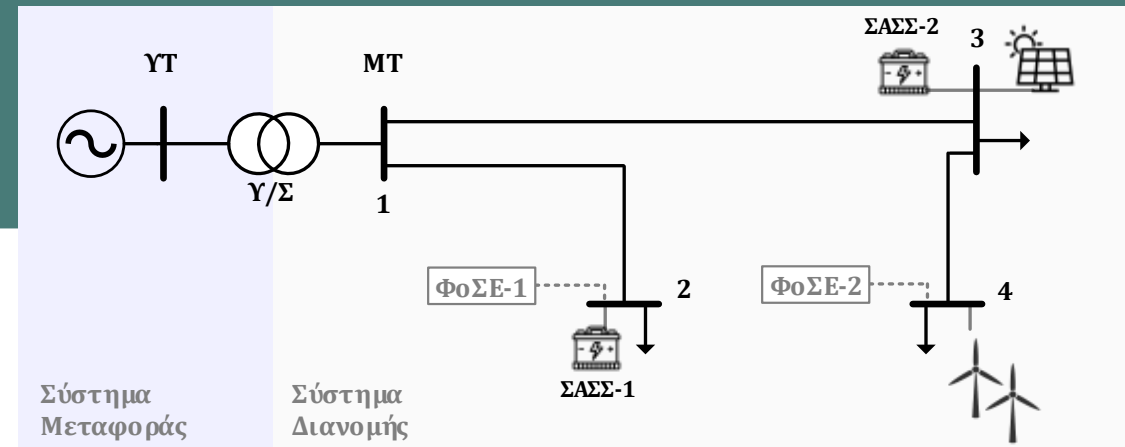 ΣΑΣΣ-2
3
ΥΤ
ΜΤ
Υ/Σ
1
ΦοΣΕ-1
2
ΦοΣΕ-2
4
ΣΑΣΣ-1
Σύστημα
Μεταφοράς
Σύστημα
Διανομής